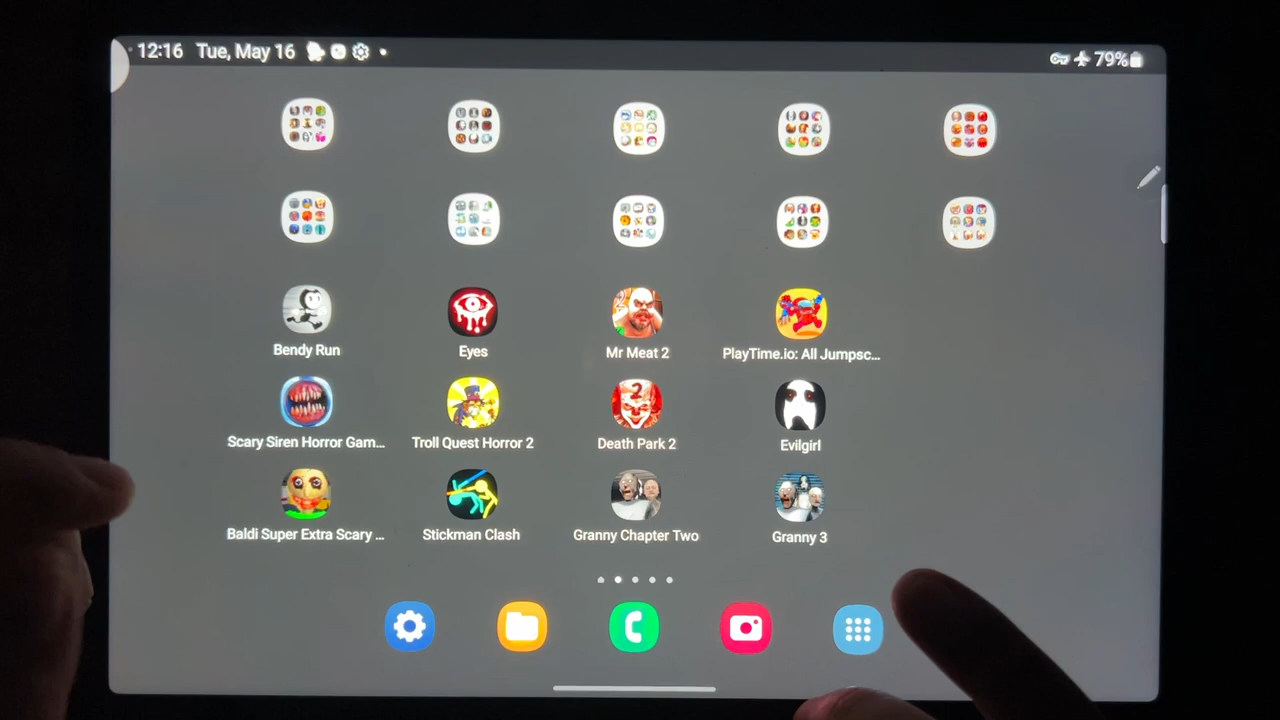 12:16 Tue, May 16 79%
Bendy Run Eyes Mr Meat 2 PlayTime.io: All Jumpsc...
2
Scary Siren Horror Gam... Troll Quest Horror 2 Death Park 2 Evilgirl
Baldi Super Extra Scary ... Stickman Clash Granny Chapter Two Granny 3